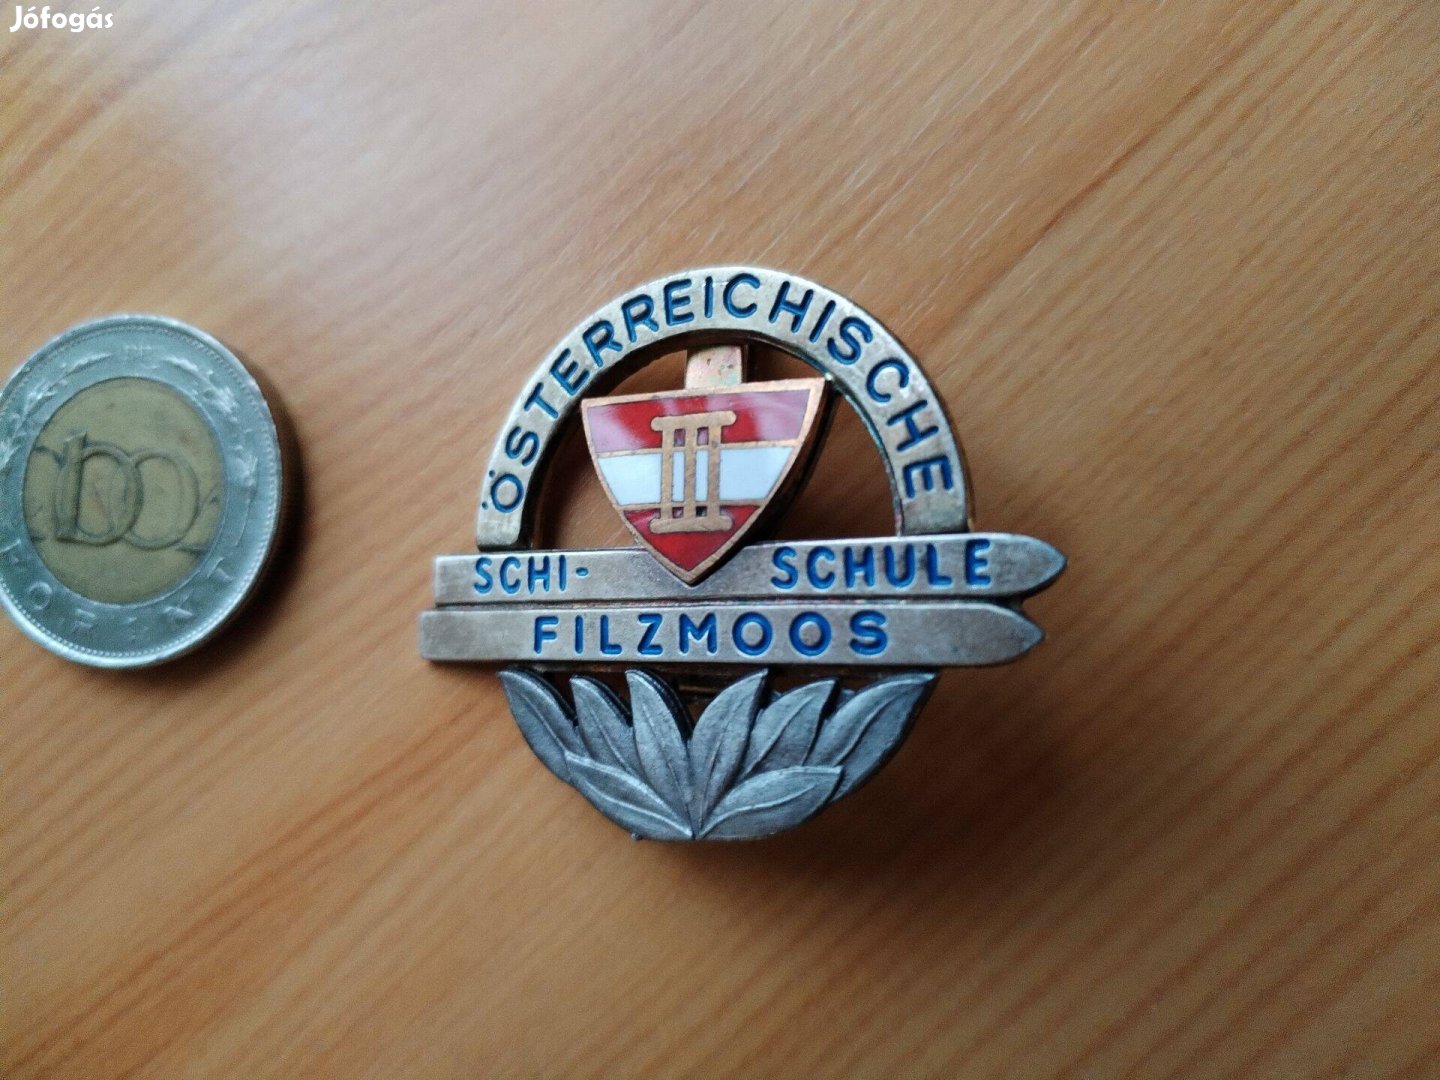 Jófogás
ÖSTERREICHISCHE
SCHI- SCHULE
FILZMOOS
100
FORINT